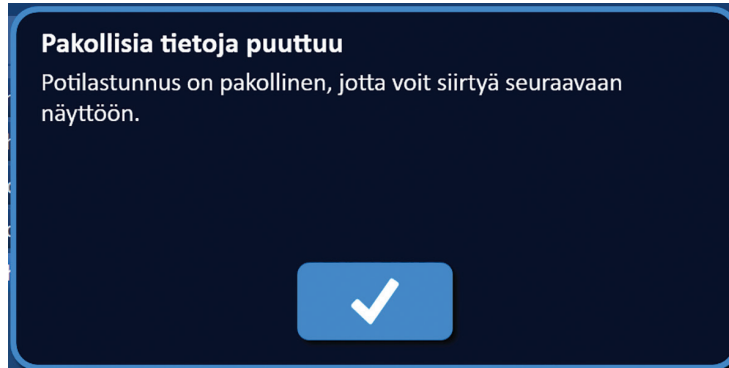 Pakollisia tietoja puuttuu
Potilastunnus on pakollinen, jotta voit siirtyä seuraavaan
näyttöön.